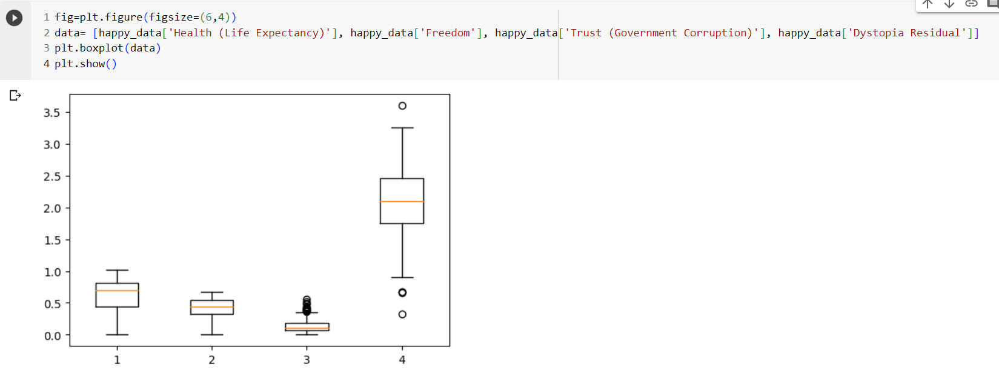 1 fig=plt.figure(figsize=(6,4))
2 data= [happy_data['Health (Life Expectancy)'], happy_data['Freedom'], happy_data['Trust (Government Corruption)'], happy_data['Dystopia Residual']]
3 plt.boxplot(data)
4 plt.show()
3.5
3.0
2.5
2.0
1.5
1.0
0.5
0.0
1 2 3 4